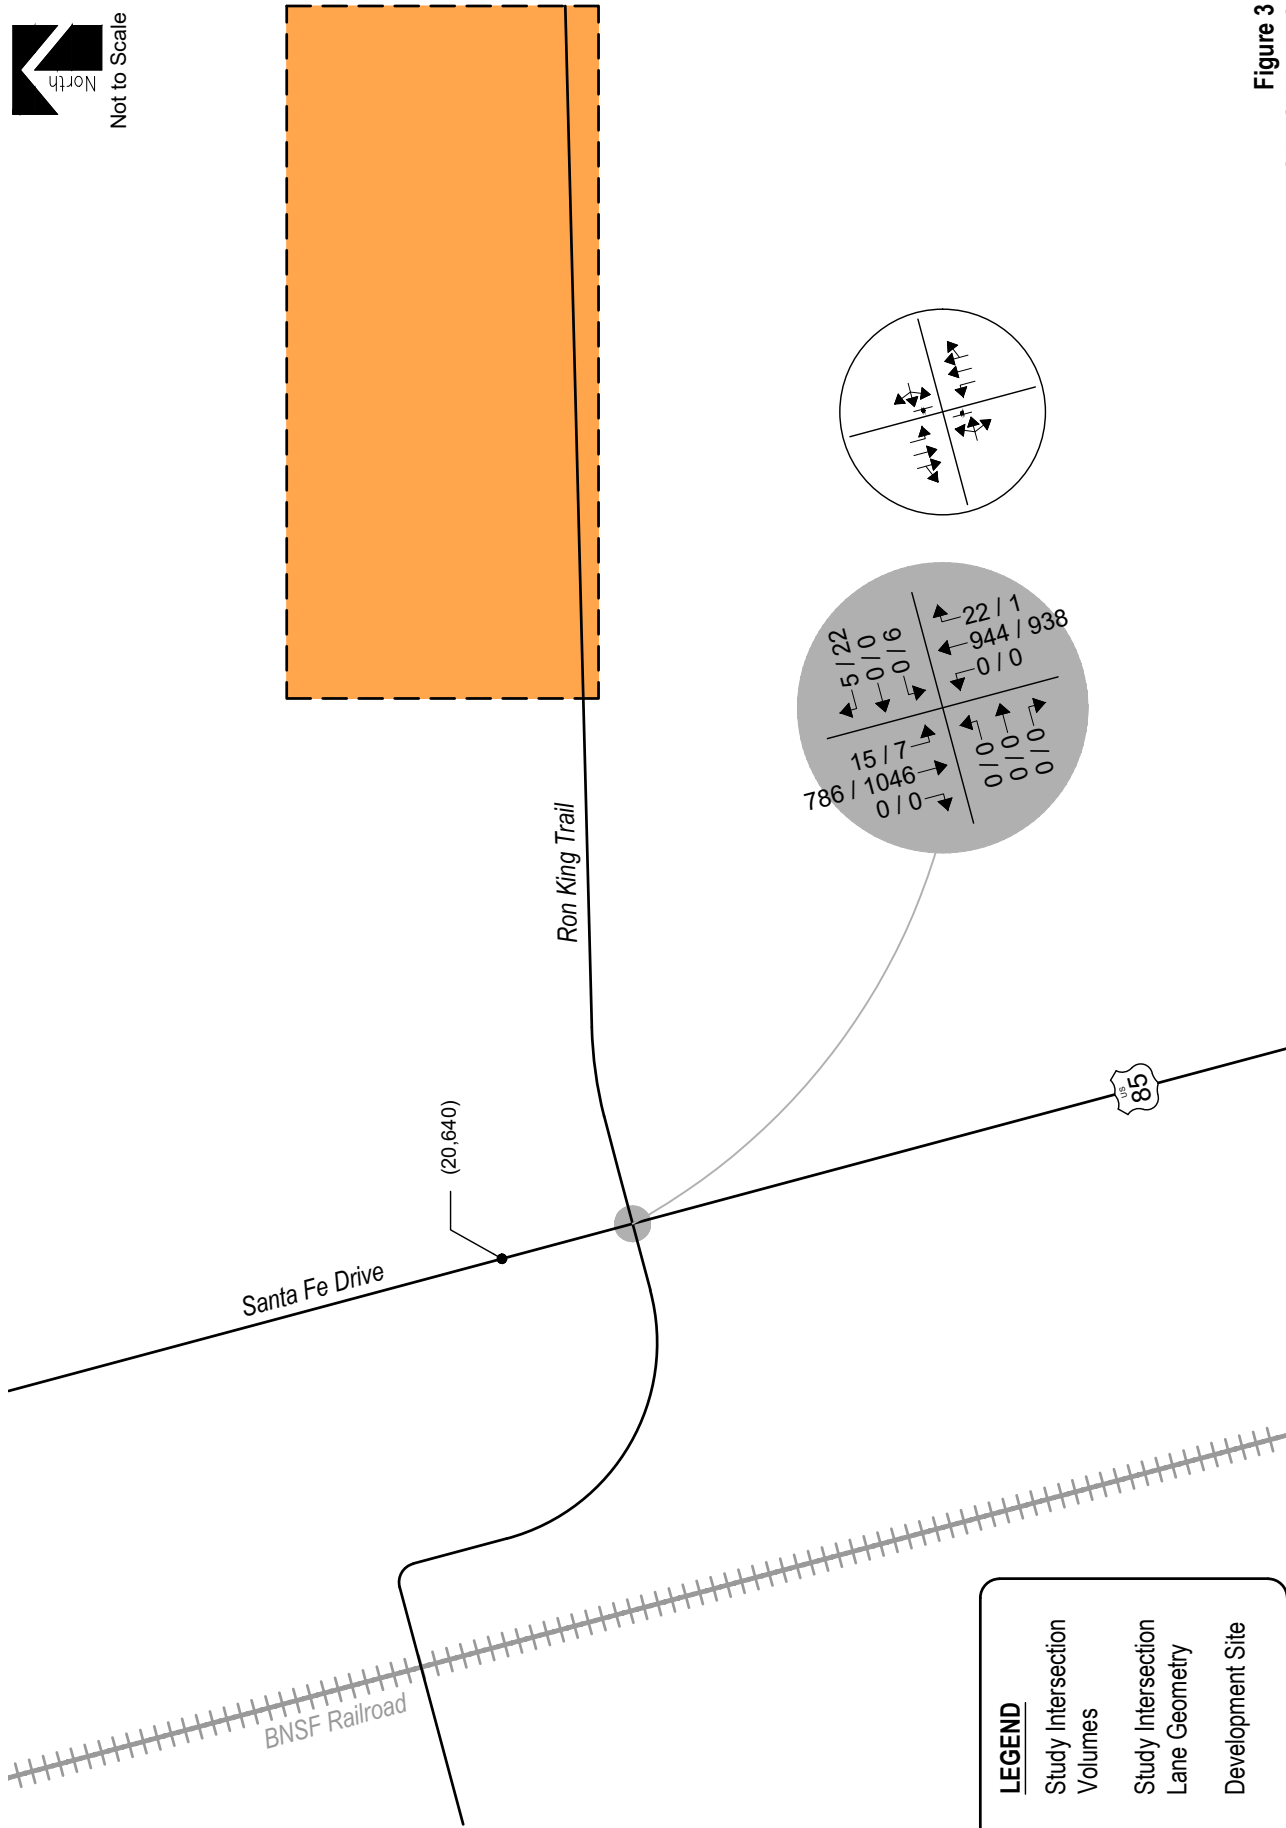 North
Not to Scale
Figure 3
Santa Fe Drive
(20,640)
Ron King Trail
BNSF Railroad
US
85
5 / 22
0 / 0
0 / 6
15 / 7
786 / 1046
0 / 0
22 / 1
944 / 938
0 / 0
0 / 0
0 / 0
0 / 0
LEGEND
Study Intersection
Volumes
Study Intersection
Lane Geometry
Development Site